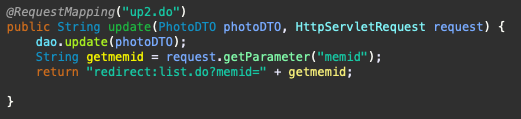 @RequestMapping("up2.do")
public String update(PhotoDTO photoDTO, HttpServletRequest request) {
    dao.update(photoDTO);
    String getmemid = request.getParameter("memid");
    return "redirect:list.do?memid=" + getmemid;
}